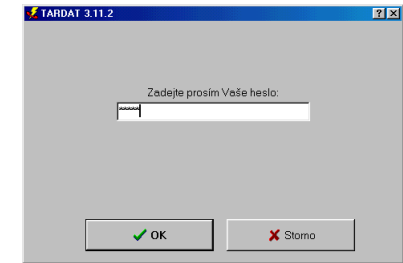 TARDAT 3.11.2
Zadejte prosím Vaše heslo:
*****
OK
Storno